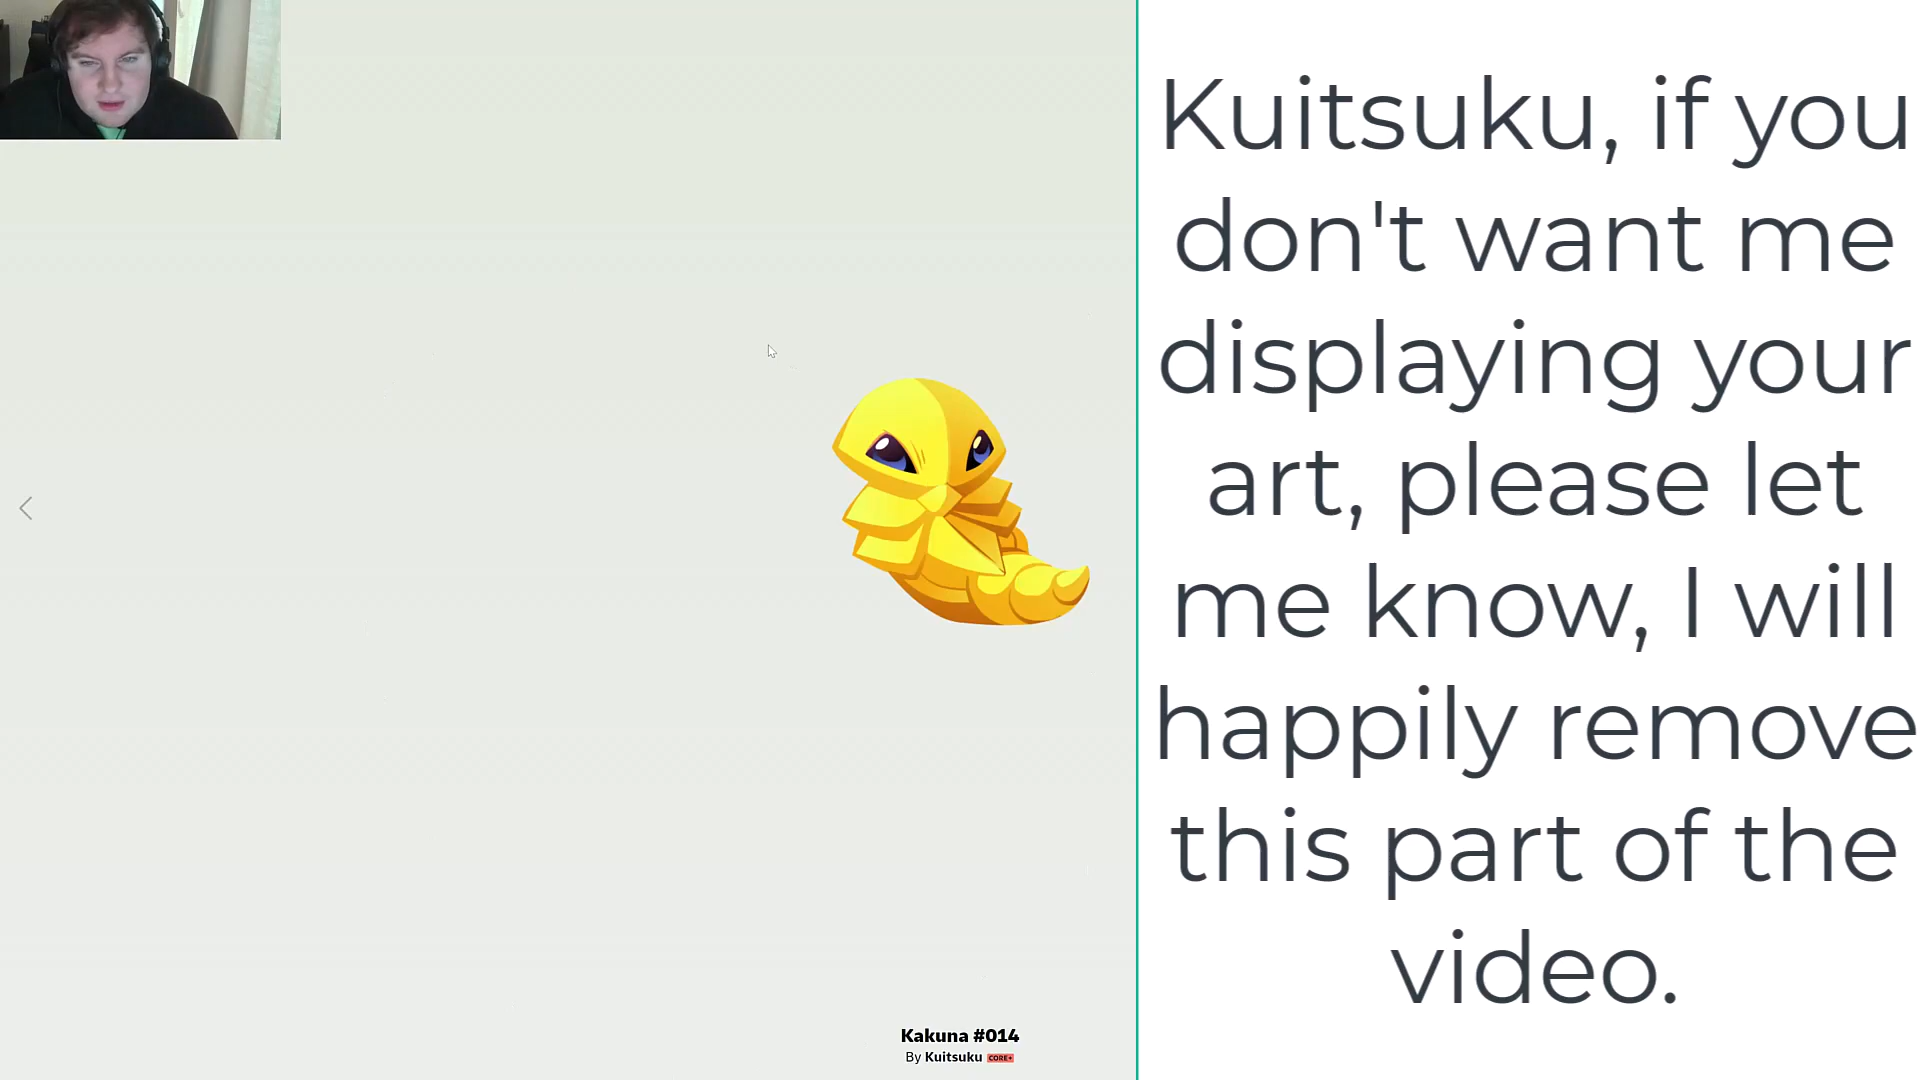 Kuitsuku, if you
don't want me
displaying your
art, please let
me know, I will
happily remove
this part of the
video.
Kakuna #014
By Kuitsuku CORE+